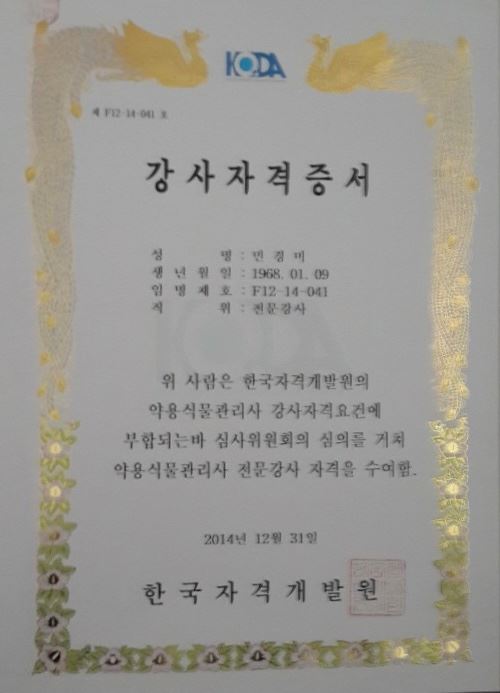 KQDA
제 F12-14-041 호
강사자격증서
성 명 : 민경미
생년월일 : 1968. 01. 09
임명제호 : F12-14-041
직 위 : 전문강사
위 사람은 한국자격개발원의
약용식물관리사 강사자격요건에
부합되는바 심사위원회의 심의를 거쳐
약용식물관리사 전문강사 자격을 수여함.
2014년 12월 31일
한국자격개발원